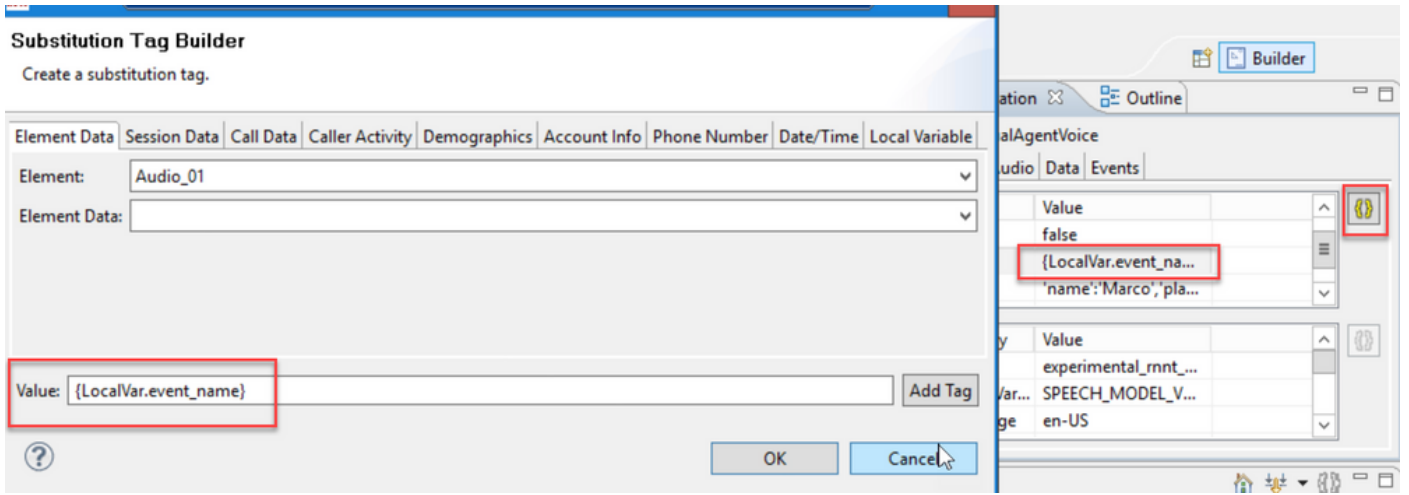 Substitution Tag Builder
Create a substitution tag.
Element Data Session Data Call Data Caller Activity Demographics Account Info Phone Number Date/Time Local Variable
Element: Audio_01
Element Data:
Value: {LocalVar.event_name} Add Tag
OK Cancel
Builder
ation Outline
alAgentVoice
udio Data Events
Value
false
{LocalVar.event_na...
'name':'Marco','pla...
y Value
experimental_rnnt_...
Var... SPEECH_MODEL_V...
ge en-US